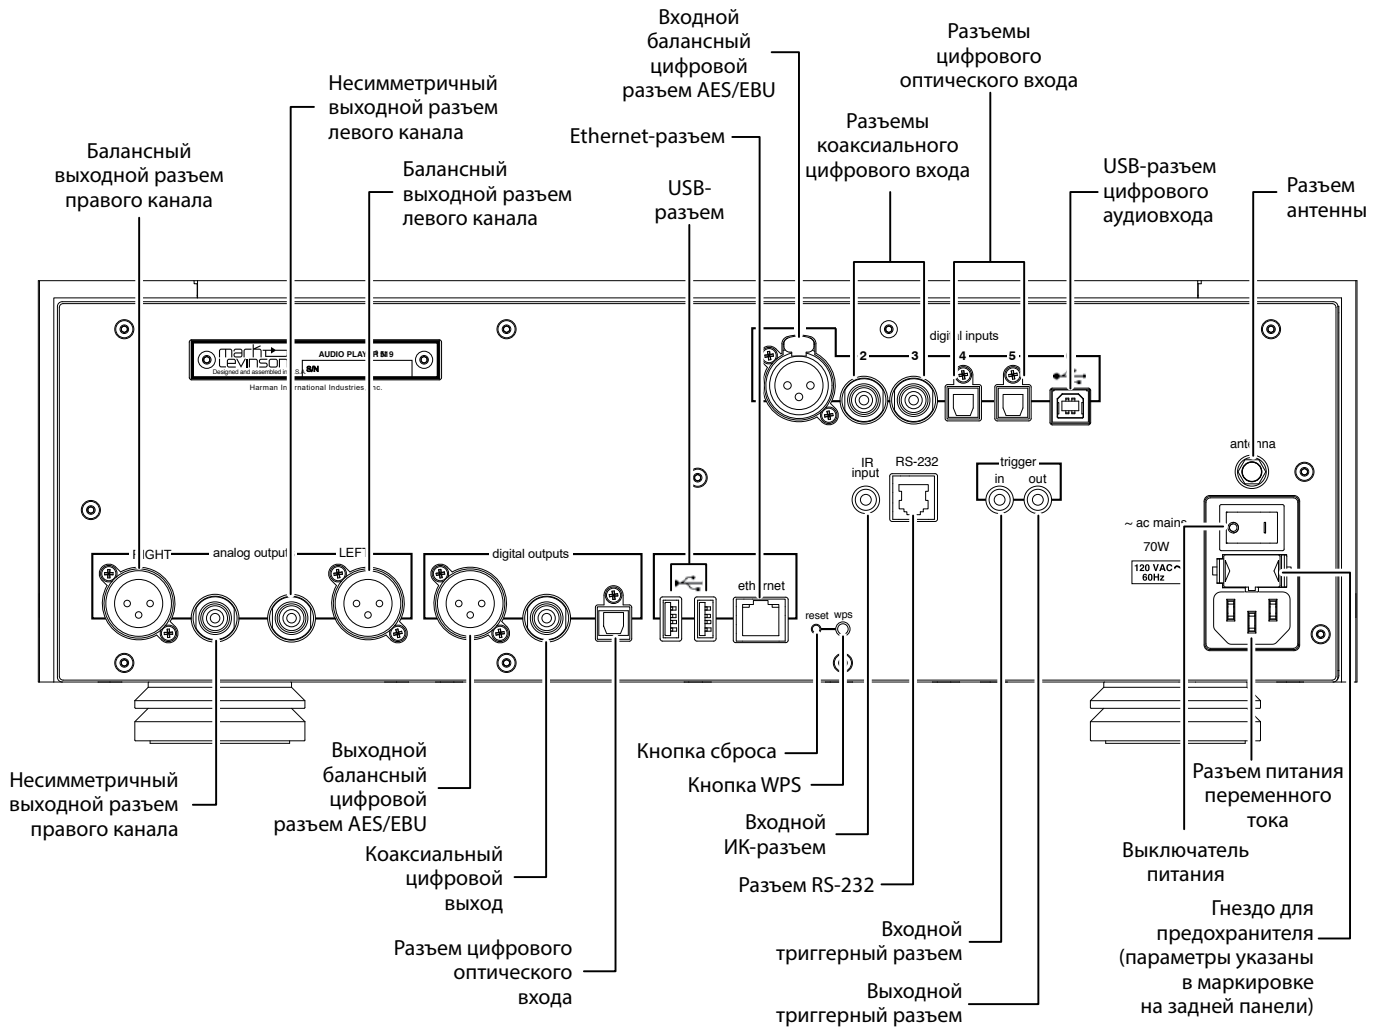 Входной
балансный
цифровой
разъем AES/EBU
Разъемы
цифрового
оптического входа
Несимметричный
выходной разъем
левого канала
Ethernet-разъем
Разъемы
коаксиального
цифрового входа
Балансный
выходной разъем
правого канала
Балансный
выходной разъем
левого канала
USB-
разъем
USB-разъем
цифрового
аудиовхода
Разъем
антенны
mark
Levinson
AUDIO PLAYER
Designed and assembled in
S/N
Harman International Industries, Inc.
digital inputs
2 3 4 5
antenna
IR
input
RS-232
trigger
in out
~ ac mains
70W
120 VAC
60Hz
RIGHT analog output LEFT
digital outputs
ethernet
reset wps
Кнопка сброса
Кнопка WPS
Входной
ИК-разъем
Разъем RS-232
Входной
триггерный разъем
Выходной
триггерный разъем
Несимметричный
выходной разъем
правого канала
Выходной
балансный
цифровой
разъем AES/EBU
Коаксиальный
цифровой
выход
Разъем цифрового
оптического
входа
Разъем питания
переменного
тока
Выключатель
питания
Гнездо для
предохранителя
(параметры указаны
в маркировке
на задней панели)